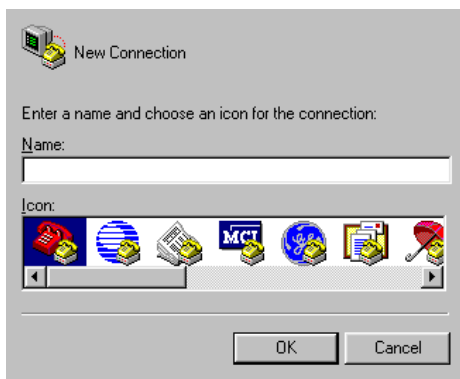 New Connection
Enter a name and choose an icon for the connection:
Name:
Icon:
MCI
OK
Cancel